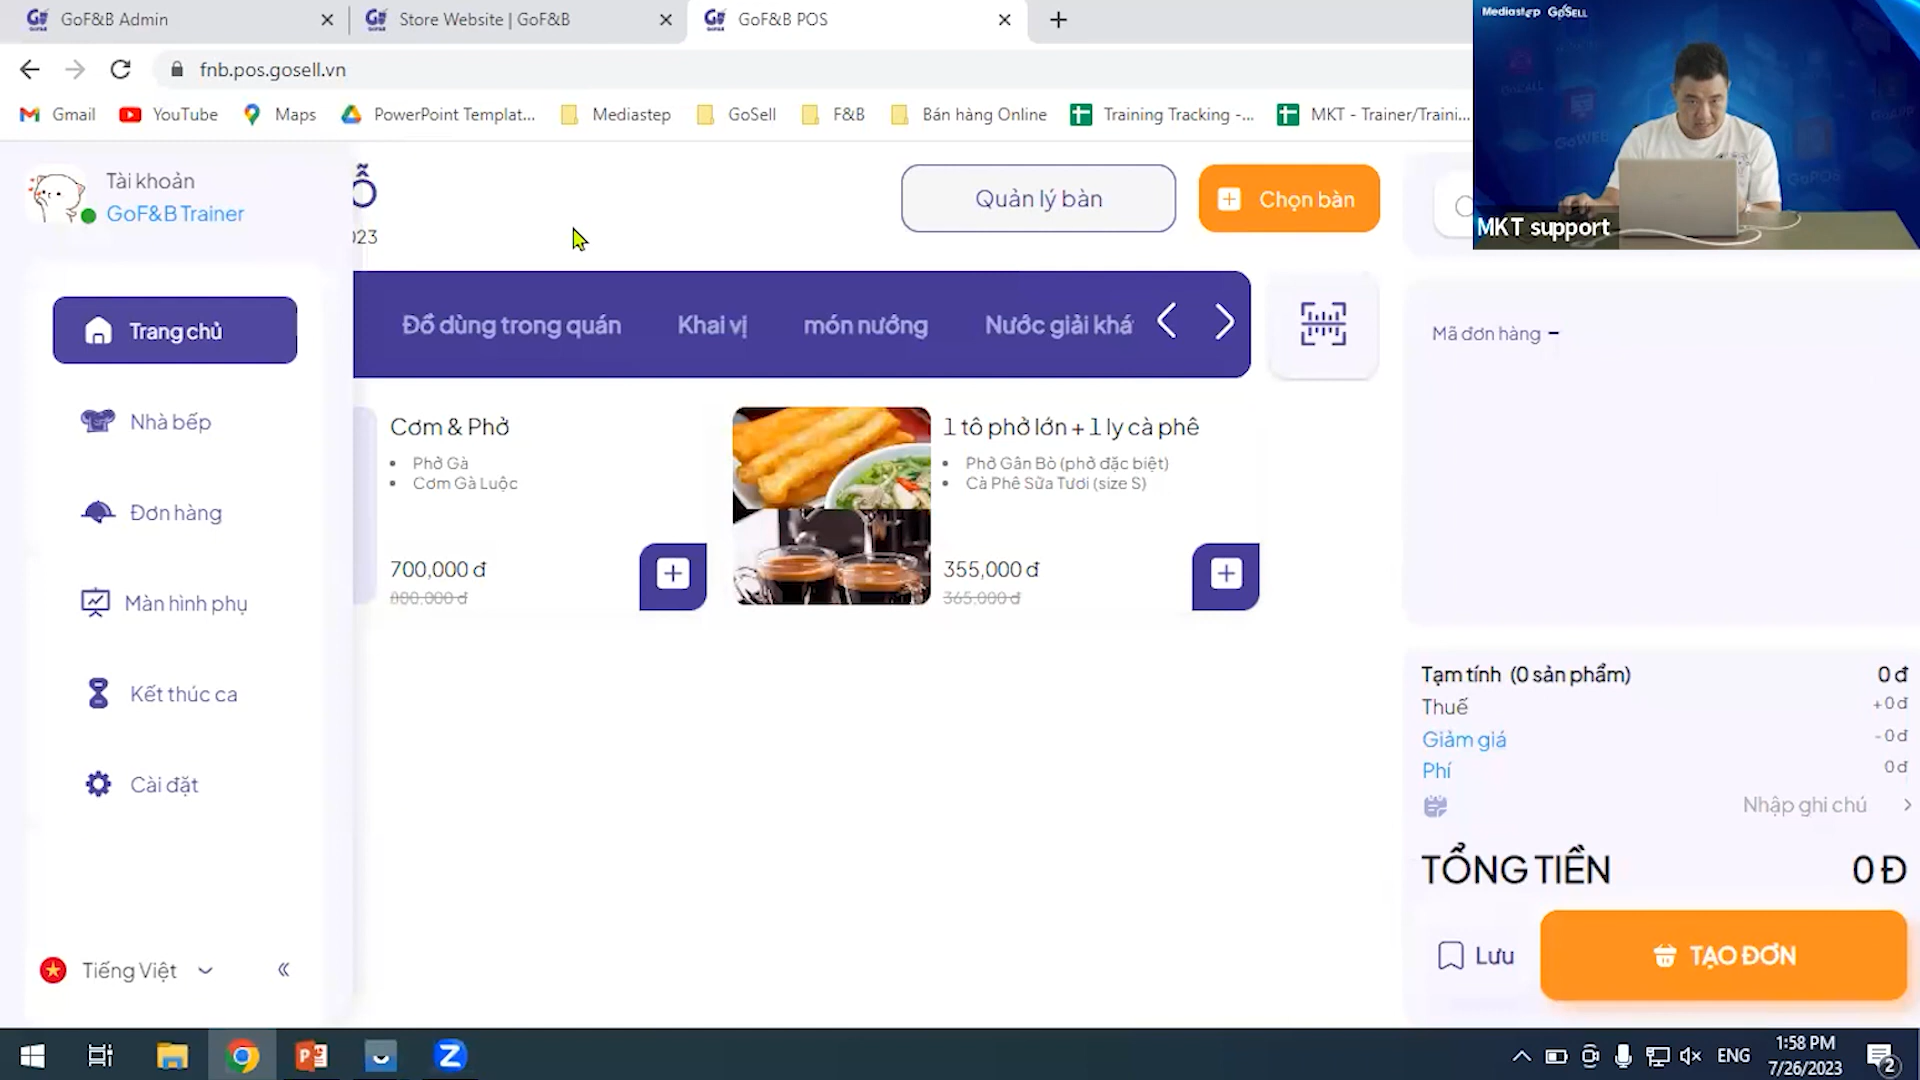 GoF&B Admin
Store Website | GoF&B
GoF&B POS
fnb.pos.gosell.vn
Gmail
YouTube
Maps
PowerPoint Templat...
Mediastep
GoSell
F&B
Bán hàng Online
Training Tracking -...
MKT - Trainer/Traini...
Mediastep GoSELL
MKT support
Tài khoản
GoF&B Trainer
Ỗ
023
Quản lý bàn
Chọn bàn
Trang chủ
Nhà bếp
Đơn hàng
Màn hình phụ
Kết thúc ca
Cài đặt
Tiếng Việt
Đồ dùng trong quán
Khai vị
món nướng
Nước giải khá
Cơm & Phở
• Phở Gà
• Cơm Gà Luộc
700,000 đ
800,000 đ
1 tô phở lớn + 1 ly cà phê
• Phở Gân Bò (phở đặc biệt)
• Cà Phê Sữa Tươi (size S)
355,000 đ
365,000 đ
Mã đơn hàng –
Tạm tính (0 sản phẩm) 0 đ
Thuế + 0 đ
Giảm giá - 0 đ
Phí 0 đ
Nhập ghi chú
TỔNG TIỀN 0 Đ
Lưu
TẠO ĐƠN
ENG
1:58 PM
7/26/2023
2